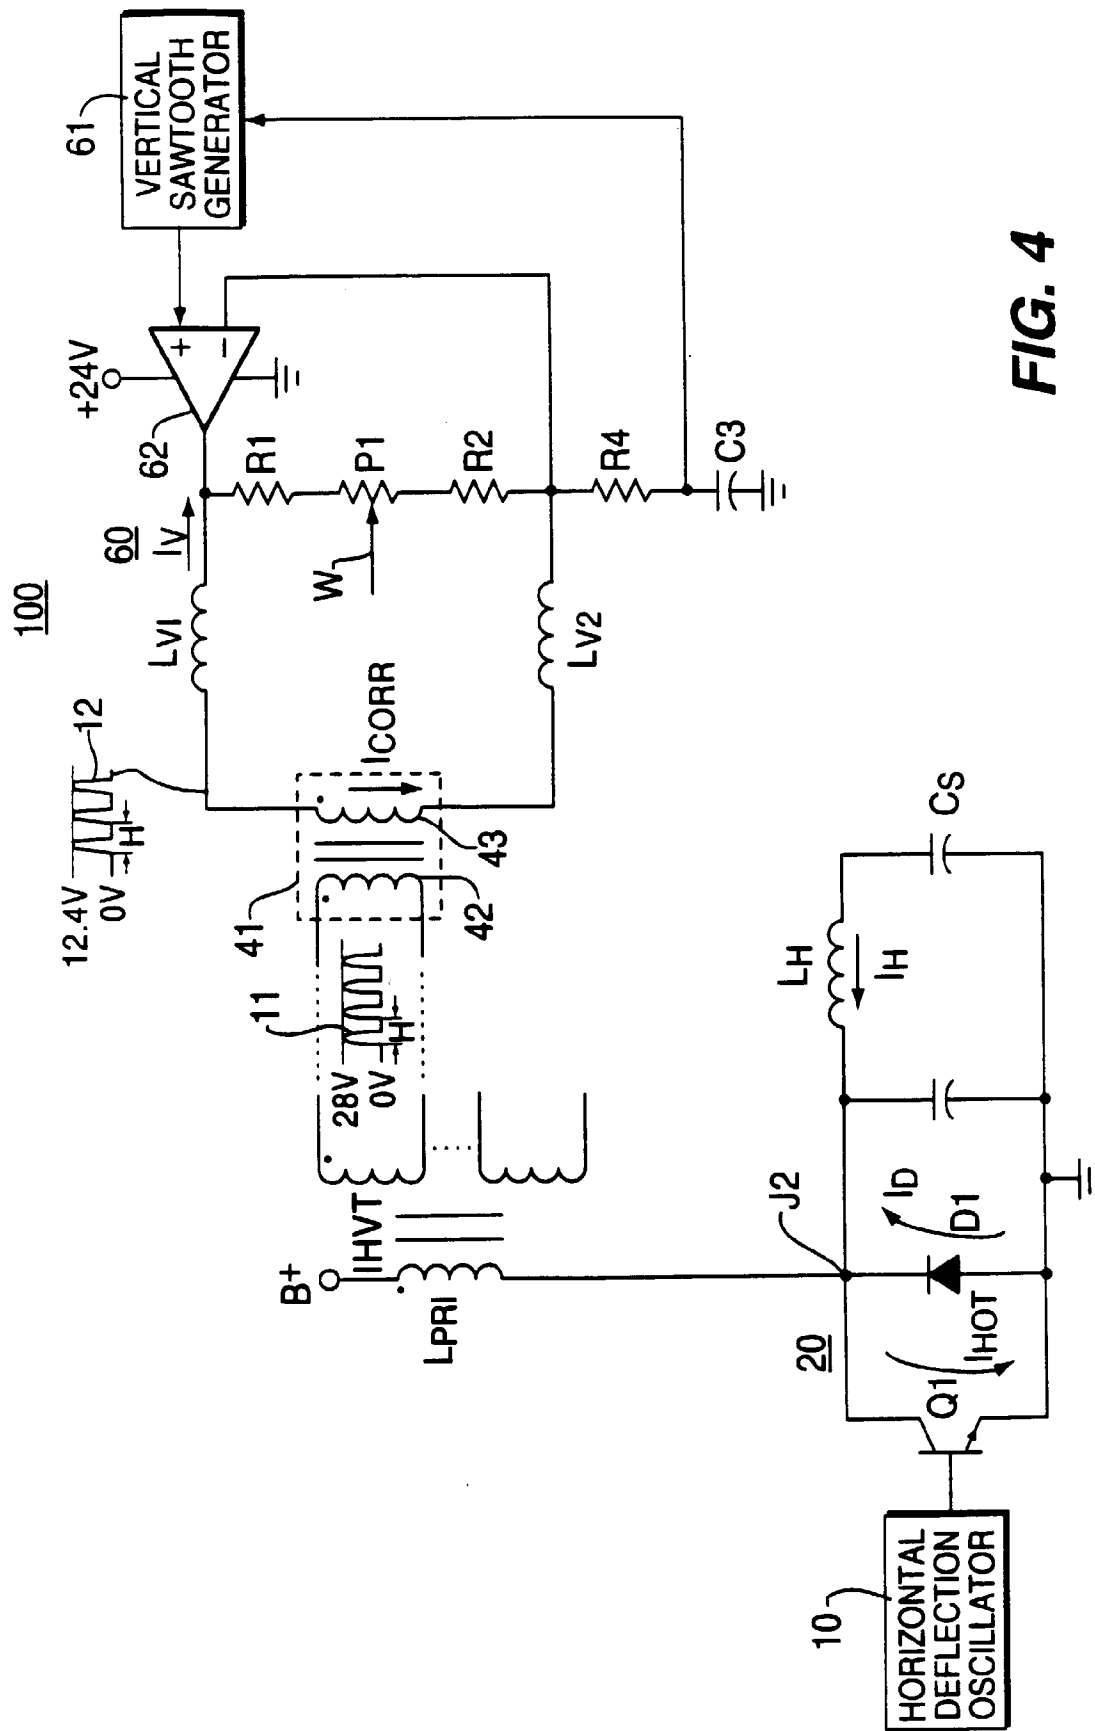 100
61
VERTICAL
SAWTOOTH
GENERATOR
+24V
62
+
−
60
IV
R1
P1
W
R2
R4
C3
LV1
LV2
12
12.4V
0V
H
ICORR
41
43
42
11
28V
0V
H
IHVT
B+
LPRI
J2
20
LH
IH
CS
ID
D1
IHOT
Q1
10
HORIZONTAL
DEFLECTION
OSCILLATOR
FIG. 4